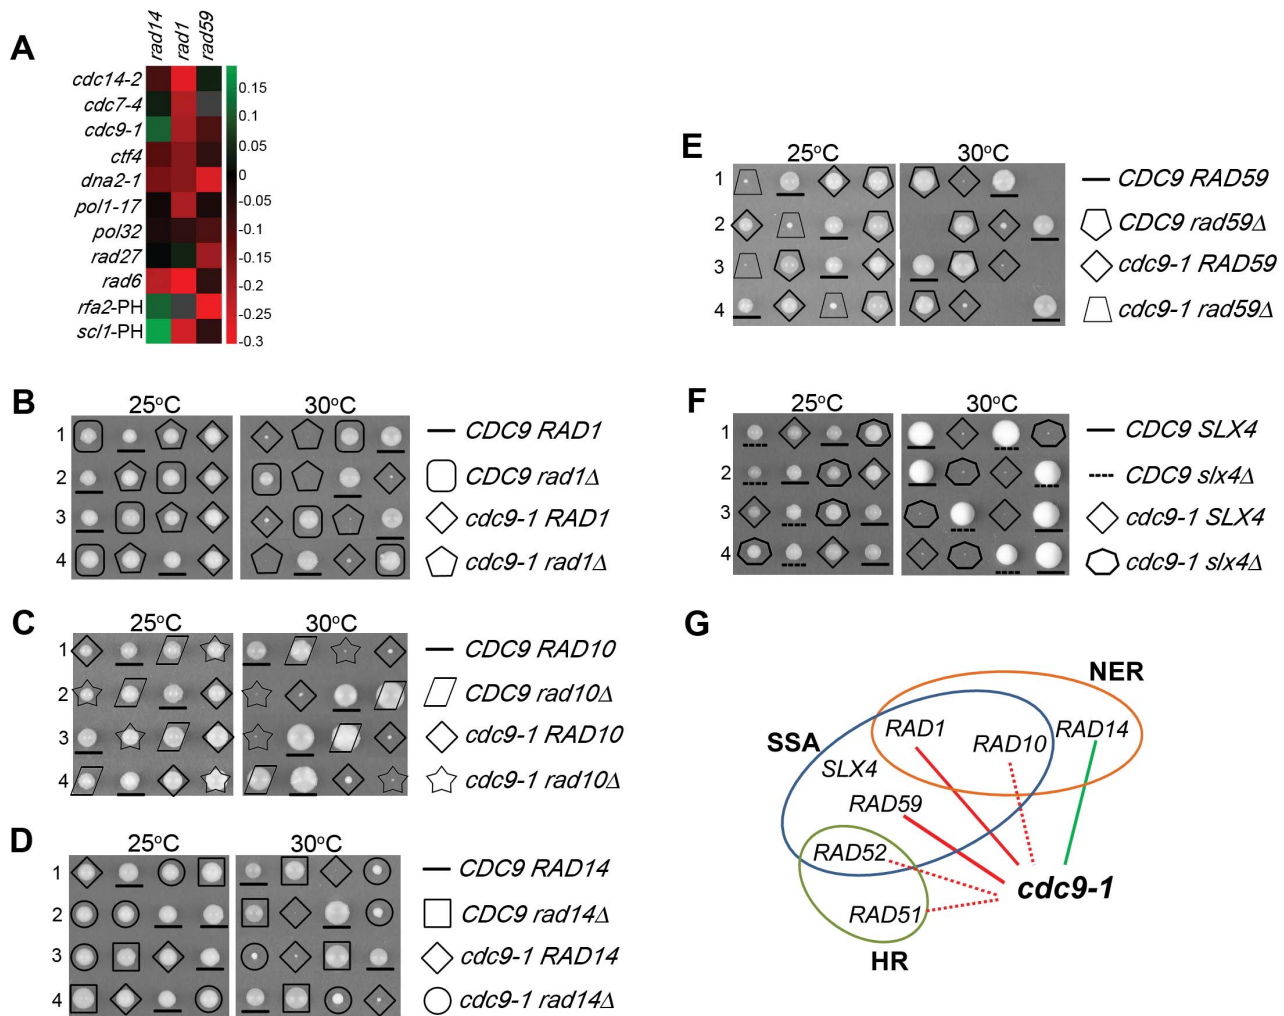 A
rad14 rad1 rad59
cdc14-2
cdc7-4
cdc9-1
ctf4
dna2-1
pol1-17
pol32
rad27
rad6
rfa2-PH
scl1-PH
0.15
0.1
0.05
0
-0.05
-0.1
-0.15
-0.2
-0.25
-0.3
B
25°C 30°C
1
2
3
4
CDC9 RAD1
CDC9 rad1Δ
cdc9-1 RAD1
cdc9-1 rad1Δ
C
25°C 30°C
1
2
3
4
CDC9 RAD10
CDC9 rad10Δ
cdc9-1 RAD10
cdc9-1 rad10Δ
D
25°C 30°C
1
2
3
4
CDC9 RAD14
CDC9 rad14Δ
cdc9-1 RAD14
cdc9-1 rad14Δ
E
25°C 30°C
1
2
3
4
CDC9 RAD59
CDC9 rad59Δ
cdc9-1 RAD59
cdc9-1 rad59Δ
F
25°C 30°C
1
2
3
4
CDC9 SLX4
CDC9 slx4Δ
cdc9-1 SLX4
cdc9-1 slx4Δ
G
NER
SSA
RAD1
RAD10
RAD14
SLX4
RAD59
RAD52
RAD51
cdc9-1
HR